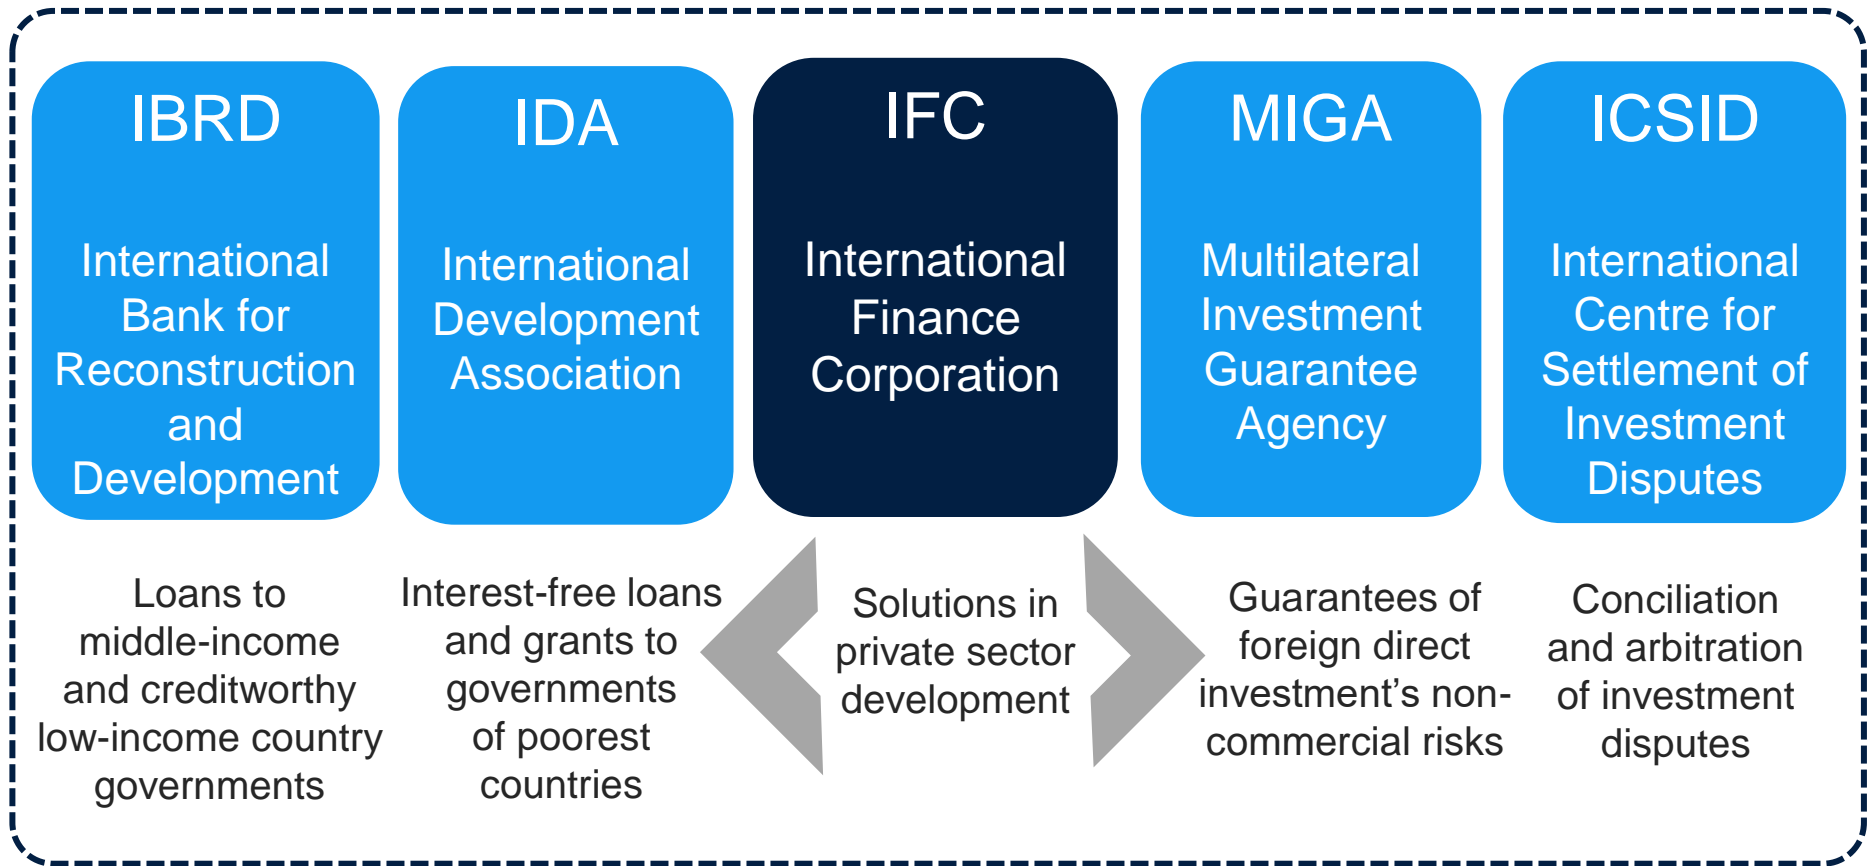 IBRD
International
Bank for
Reconstruction
and
Development
Loans to
middle-income
and creditworthy
low-income country
governments
IDA
International
Development
Association
Interest-free loans
and grants to
governments
of poorest
countries
IFC
International
Finance
Corporation
Solutions in
private sector
development
MIGA
Multilateral
Investment
Guarantee
Agency
Guarantees of
foreign direct
investment’s non-
commercial risks
ICSID
International
Centre for
Settlement of
Investment
Disputes
Conciliation
and arbitration
of investment
disputes